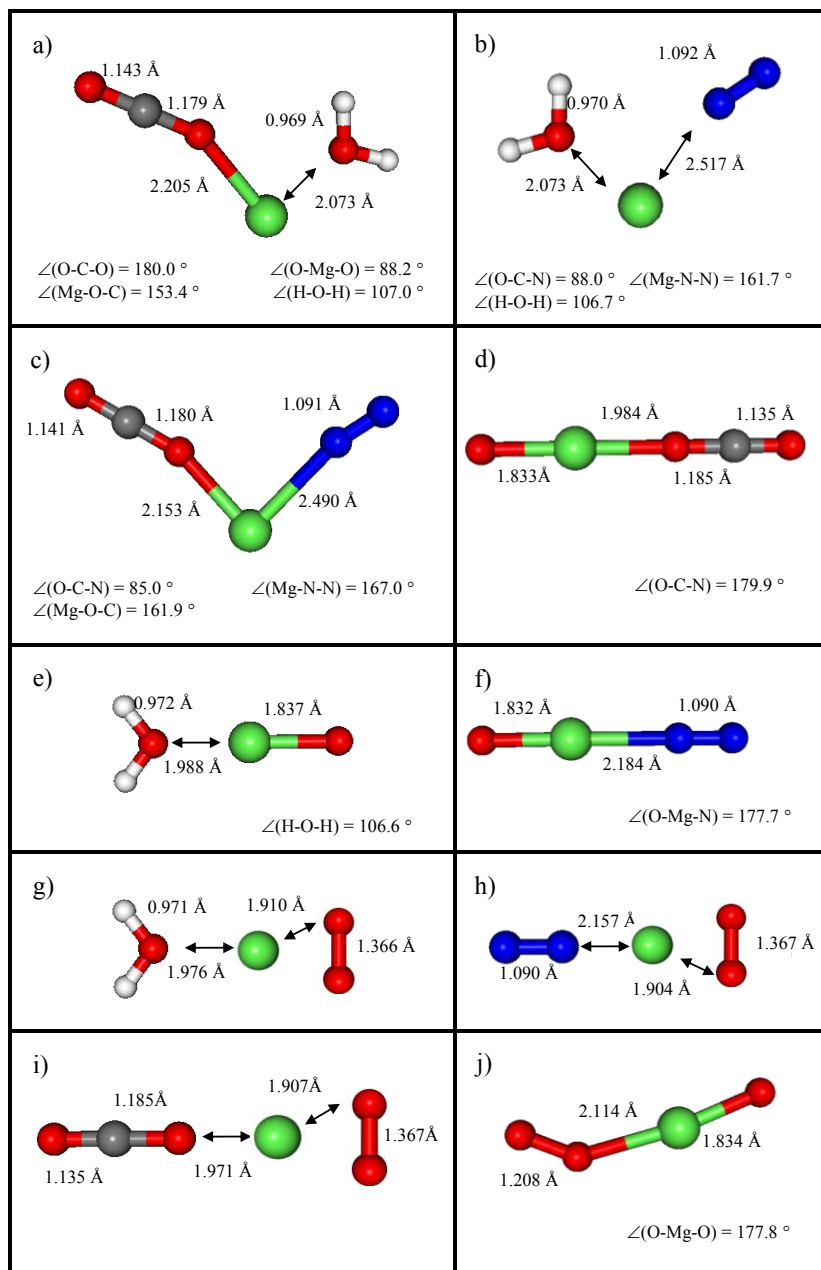 a)
1.143 Å
1.179 Å
0.969 Å
2.205 Å
2.073 Å
∠(O-C-O) = 180.0 ° ∠(O-Mg-O) = 88.2 °
∠(Mg-O-C) = 153.4 ° ∠(H-O-H) = 107.0 °
b)
1.092 Å
0.970 Å
2.517 Å
2.073 Å
∠(O-C-N) = 88.0 ° ∠(Mg-N-N) = 161.7 °
∠(H-O-H) = 106.7 °
c)
1.180 Å
1.091 Å
1.141 Å
2.153 Å
2.490 Å
∠(O-C-N) = 85.0 ° ∠(Mg-N-N) = 167.0 °
∠(Mg-O-C) = 161.9 °
d)
1.984 Å
1.135 Å
1.833Å
1.185 Å
∠(O-C-N) = 179.9 °
e)
0.972 Å
1.837 Å
1.988 Å
∠(H-O-H) = 106.6 °
f)
1.832 Å
1.090 Å
2.184 Å
∠(O-Mg-N) = 177.7 °
g)
0.971 Å
1.910 Å
1.366 Å
1.976 Å
h)
2.157 Å
1.367 Å
1.090 Å
1.904 Å
i)
1.907Å
1.185Å
1.367Å
1.135 Å
1.971 Å
j)
2.114 Å
1.834 Å
1.208 Å
∠(O-Mg-O) = 177.8 °